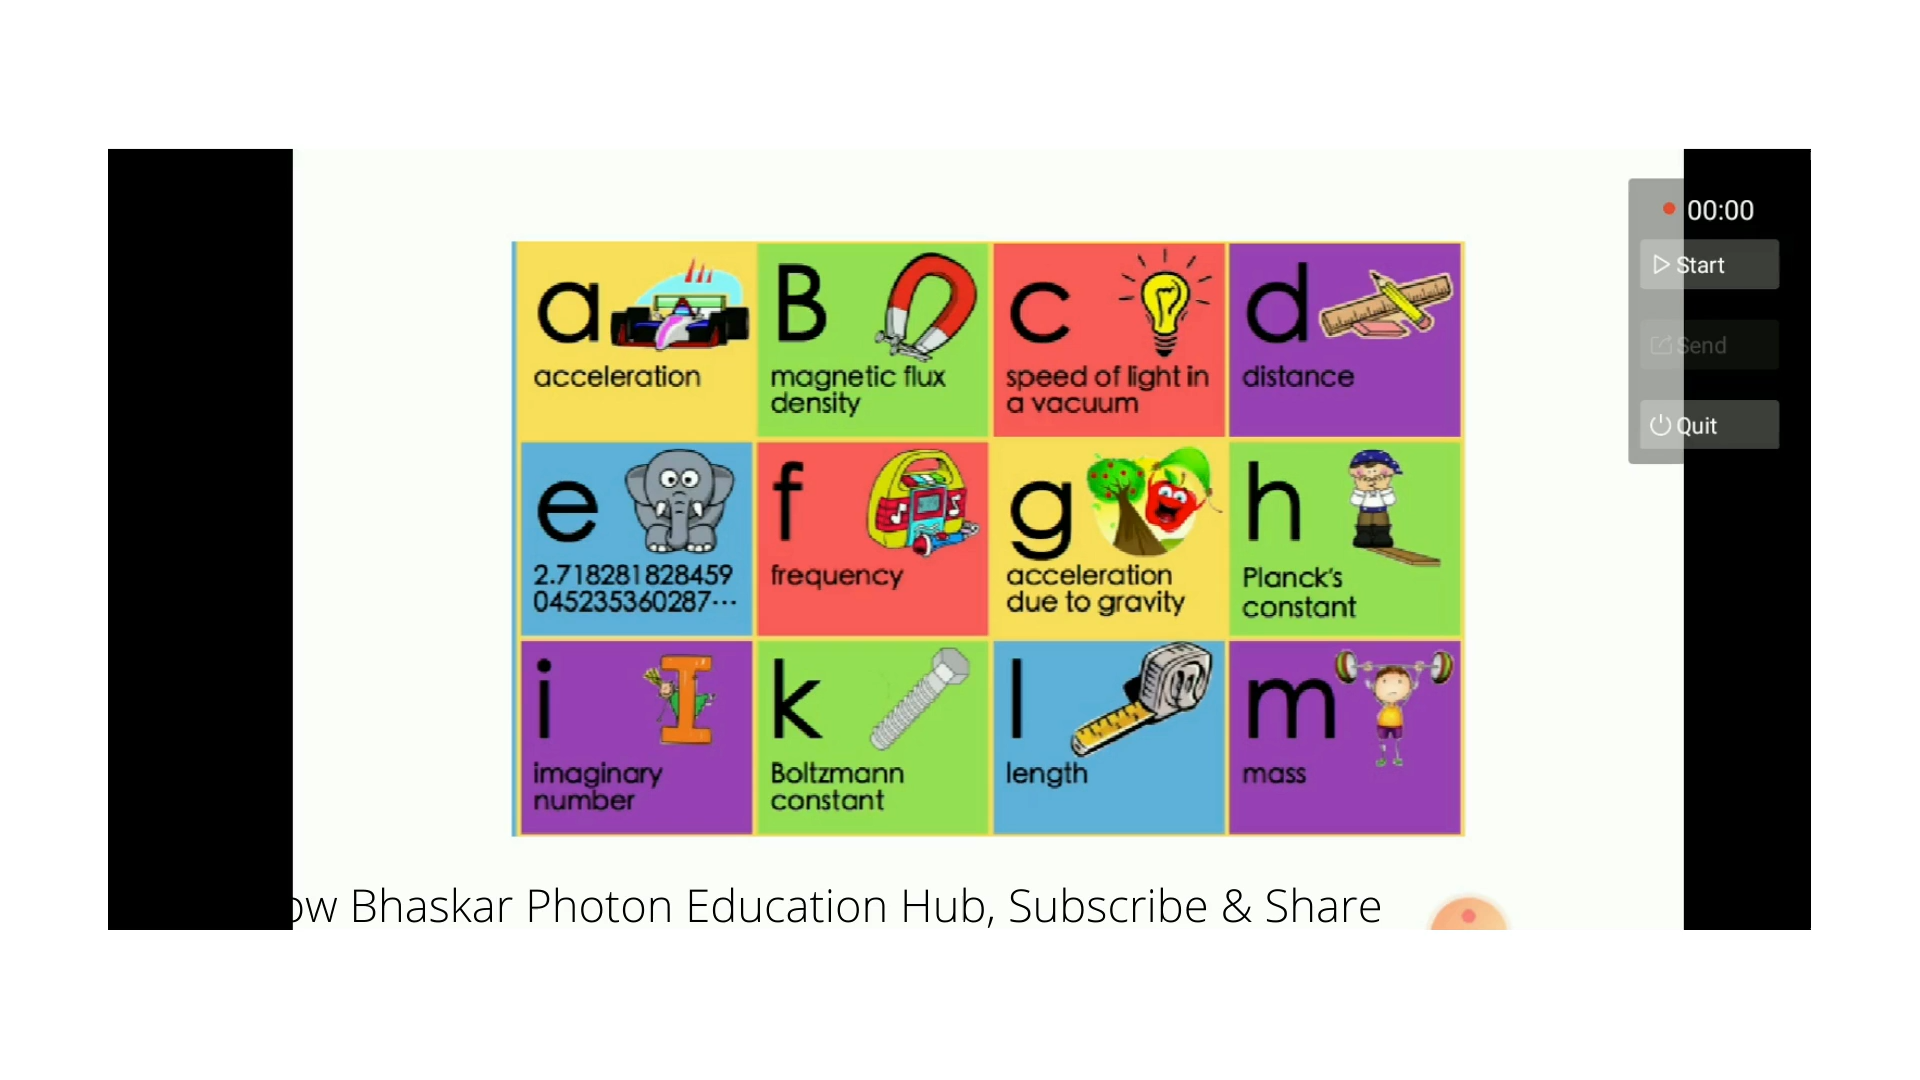 a
acceleration
B
magnetic flux
density
c
speed of light in
a vacuum
d
distance
e
2.718281828459
045235360287···
f
frequency
g
acceleration
due to gravity
h
Planck's
constant
i
I
imaginary
number
k
Boltzmann
constant
l
length
m
mass
00:00
Start
Send
Quit
Bhaskar Photon Education Hub, Subscribe & Share